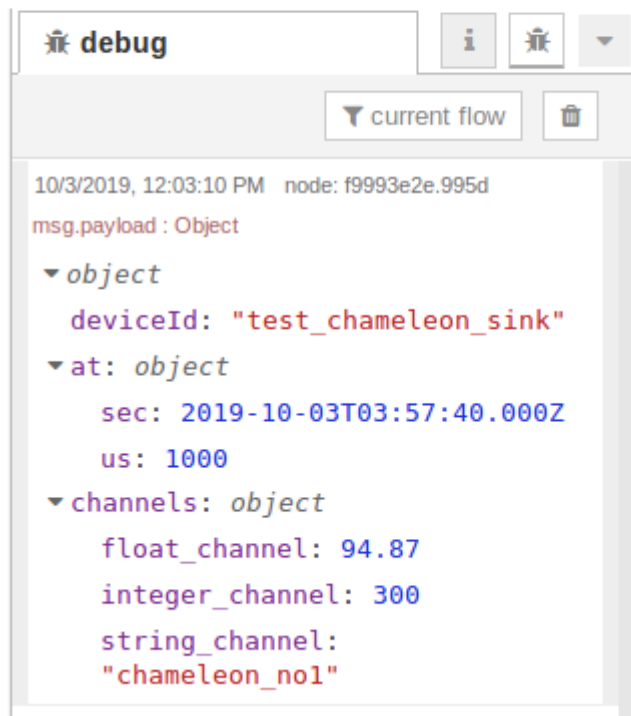 debug
i
current flow
10/3/2019, 12:03:10 PM node: f9993e2e.995d
msg.payload : Object
object
deviceId: "test_chameleon_sink"
at: object
sec: 2019-10-03T03:57:40.000Z
us: 1000
channels: object
float_channel: 94.87
integer_channel: 300
string_channel:
"chameleon_no1"